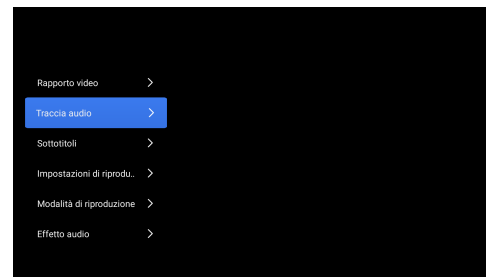 Rapporto video
Traccia audio
Sottotitoli
Impostazioni di riprodu..
Modalità di riproduzione
Effetto audio